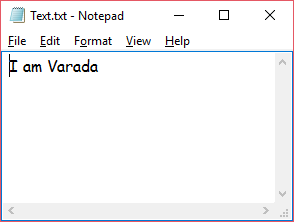 Text.txt - Notepad
File Edit Format View Help
I am Varada